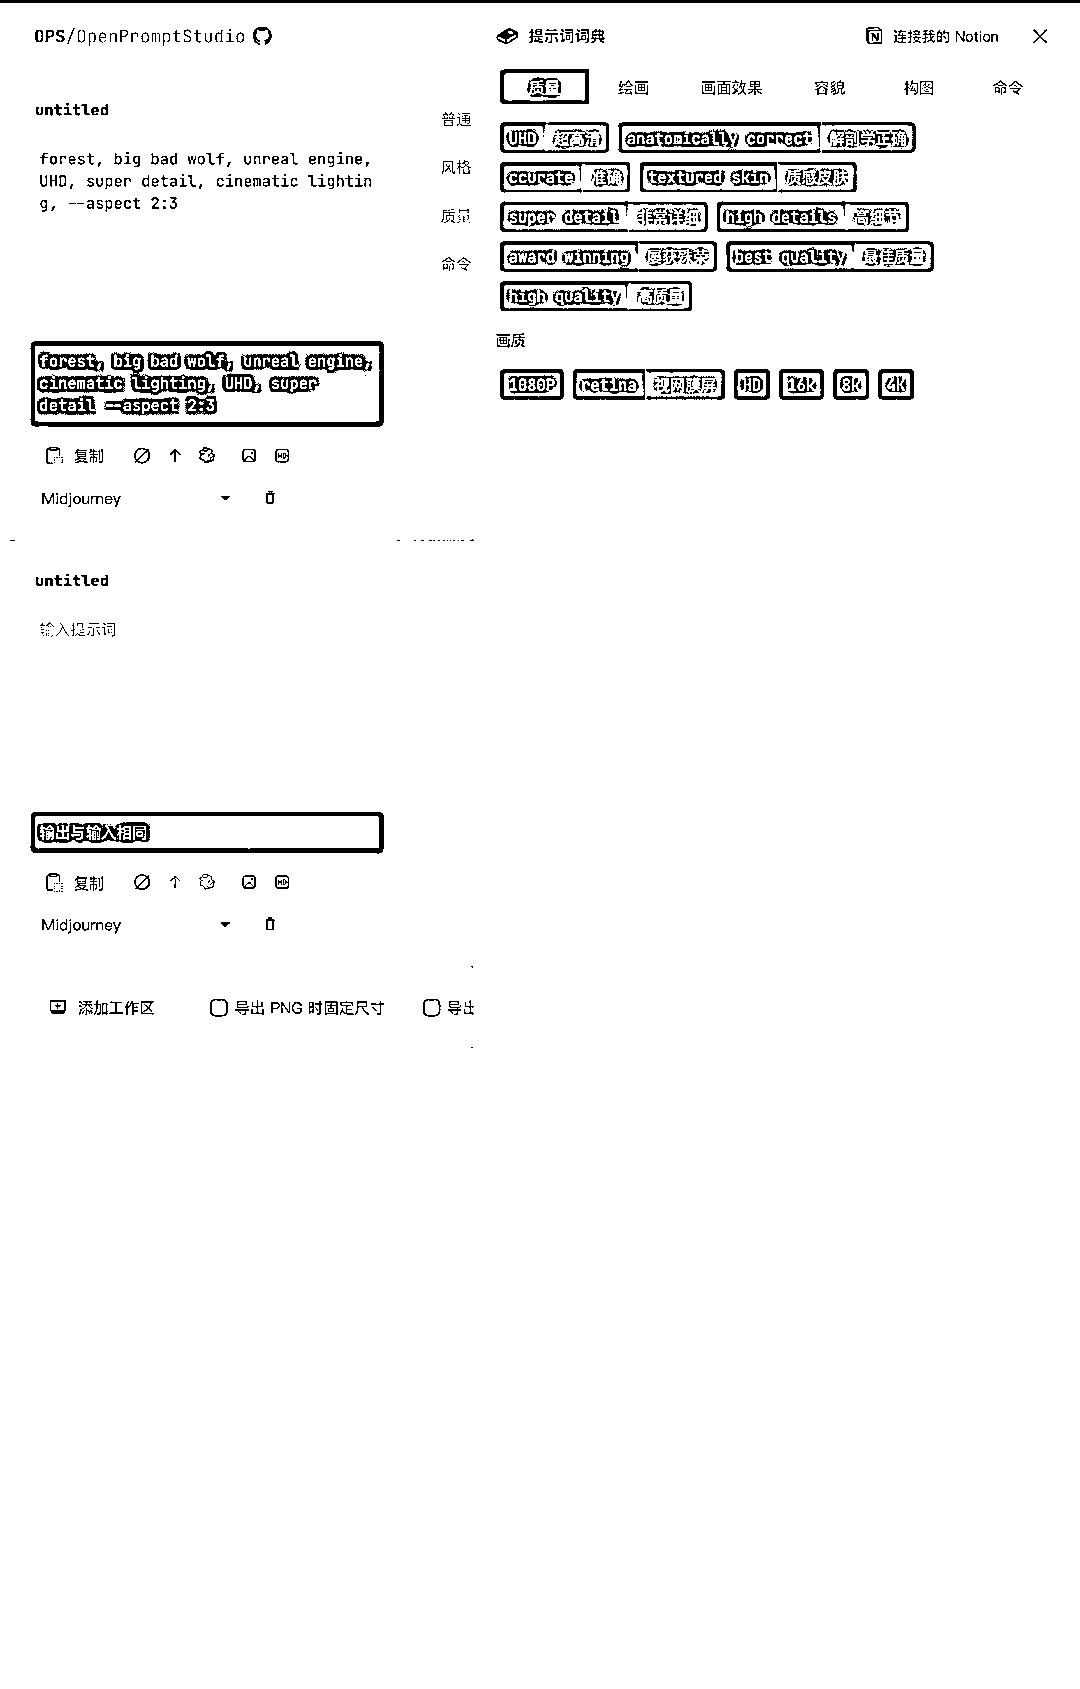 OPS/OpenPromptStudio
untitled
forest, big bad wolf, unreal engine,
UHD, super detail, cinematic lightin
g, --aspect 2:3
普通
风格
质量
命令
forest, big bad wolf, unreal engine,
cinematic lighting, UHD, super
detail --aspect 2:3
复制
Midjourney
untitled
输入提示词
输出与输入相同
复制
Midjourney
添加工作区 导出 PNG 时固定尺寸 导出
提示词词典 连接我的 Notion
质量 绘画 画面效果 容貌 构图 命令
UHD 超高清 anatomically correct 解剖学正确
ccurate 准确 textured skin 质感皮肤
super detail 非常详细 high details 高细节
award winning 屡获殊荣 best quality 最佳质量
high quality 高质量
画质
1080P retina 视网膜屏 HD 16k 8k 4K